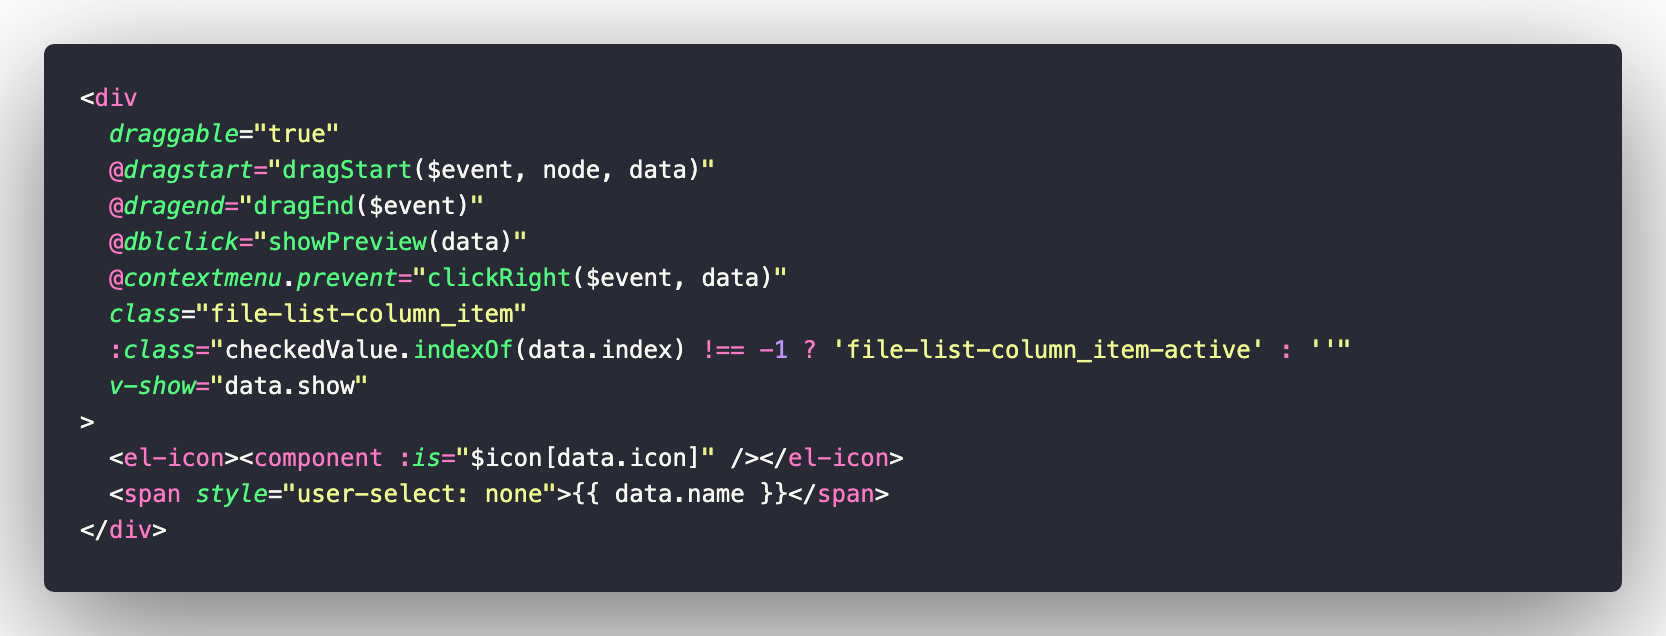 <div
  draggable="true"
  @dragstart="dragStart($event, node, data)"
  @dragend="dragEnd($event)"
  @dblclick="showPreview(data)"
  @contextmenu.prevent="clickRight($event, data)"
  class="file-list-column_item"
  :class="checkedValue.indexOf(data.index) !== -1 ? 'file-list-column_item-active' : ''"
  v-show="data.show"
>
  <el-icon><component :is="$icon[data.icon]" /></el-icon>
  <span style="user-select: none">{{ data.name }}</span>
</div>